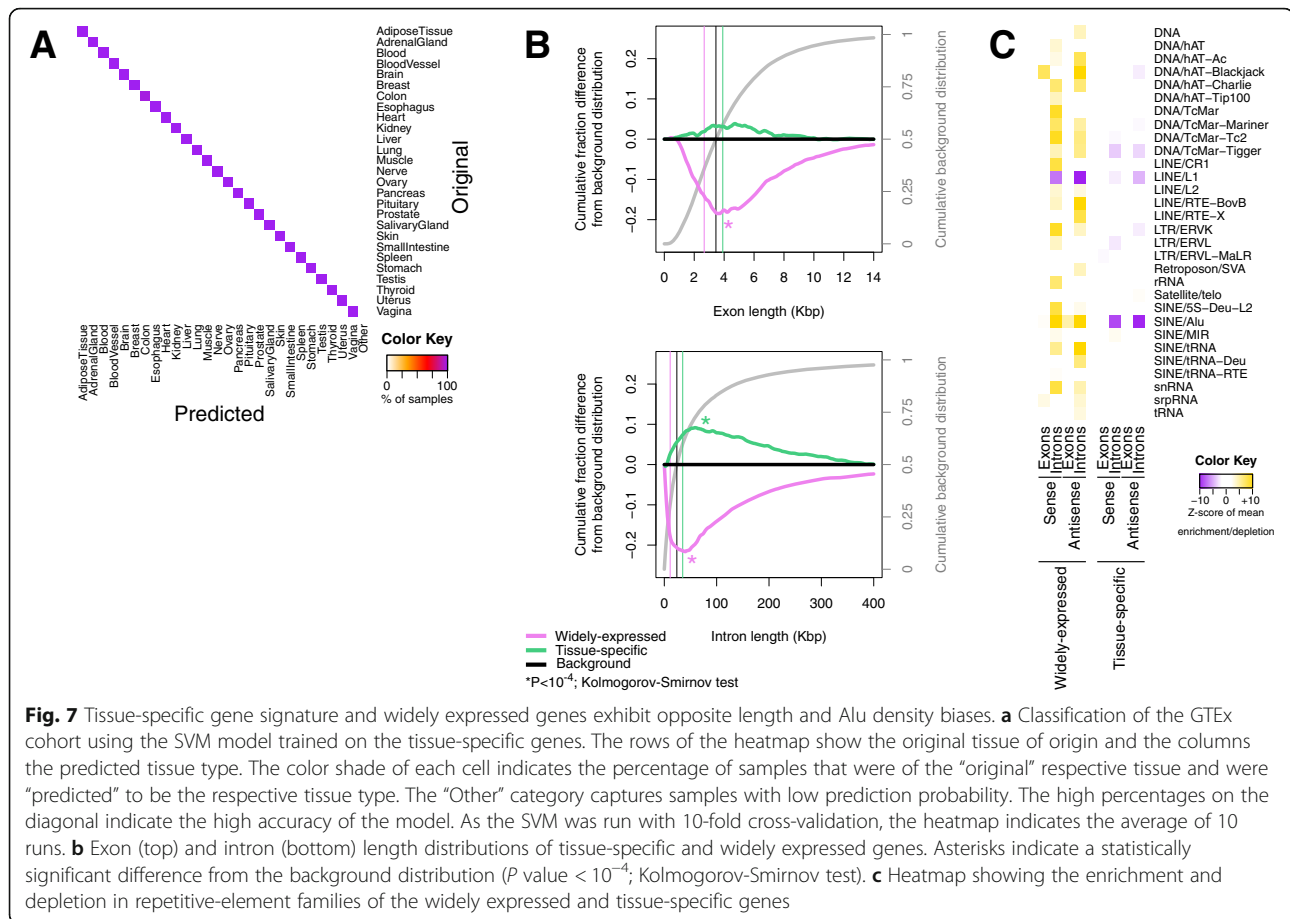 A
AdiposeTissue
AdrenalGland
Blood
BloodVessel
Brain
Breast
Colon
Esophagus
Heart
Kidney
Liver
Lung
Muscle
Nerve
Ovary
Pancreas
Pituitary
Prostate
SalivaryGland
Skin
SmallIntestine
Spleen
Stomach
Testis
Thyroid
Uterus
Vagina
Original
AdiposeTissue
AdrenalGland
Blood
BloodVessel
Brain
Breast
Colon
Esophagus
Heart
Kidney
Liver
Lung
Muscle
Nerve
Ovary
Pancreas
Pituitary
Prostate
SalivaryGland
Skin
SmallIntestine
Spleen
Stomach
Testis
Thyroid
Uterus
Vagina
Other
Predicted
Color Key
0 100
% of samples
B
Cumulative fraction difference
from background distribution
0.2
0.1
0.0
−0.1
−0.2
1
0.75
0.5
0.25
0
Cumulative background distribution
*
0 2 4 6 8 10 12 14
Exon length (Kbp)
Cumulative fraction difference
from background distribution
0.2
0.1
0.0
−0.1
−0.2
1
0.75
0.5
0.25
0
Cumulative background distribution
*
*
0 100 200 300 400
Intron length (Kbp)
Widely-expressed
Tissue-specific
Background
*P<10⁻⁴; Kolmogorov-Smirnov test
C
DNA
DNA/hAT
DNA/hAT−Ac
DNA/hAT−Blackjack
DNA/hAT−Charlie
DNA/hAT−Tip100
DNA/TcMar
DNA/TcMar−Mariner
DNA/TcMar−Tc2
DNA/TcMar−Tigger
LINE/CR1
LINE/L1
LINE/L2
LINE/RTE−BovB
LINE/RTE−X
LTR/ERVK
LTR/ERVL
LTR/ERVL−MaLR
Retroposon/SVA
rRNA
Satellite/telo
SINE/5S−Deu−L2
SINE/Alu
SINE/MIR
SINE/tRNA
SINE/tRNA−Deu
SINE/tRNA−RTE
snRNA
srpRNA
tRNA
Exons
Introns
Exons
Introns
Exons
Introns
Exons
Introns
Sense
Antisense
Sense
Antisense
Widely-expressed
Tissue-specific
Color Key
−10 0 +10
Z-score of mean
enrichment/depletion
Fig. 7 Tissue-specific gene signature and widely expressed genes exhibit opposite length and Alu density biases. a Classification of the GTEx
cohort using the SVM model trained on the tissue-specific genes. The rows of the heatmap show the original tissue of origin and the columns
the predicted tissue type. The color shade of each cell indicates the percentage of samples that were of the “original” respective tissue and were
“predicted” to be the respective tissue type. The “Other” category captures samples with low prediction probability. The high percentages on the
diagonal indicate the high accuracy of the model. As the SVM was run with 10-fold cross-validation, the heatmap indicates the average of 10
runs. b Exon (top) and intron (bottom) length distributions of tissue-specific and widely expressed genes. Asterisks indicate a statistically
significant difference from the background distribution (P value < 10⁻⁴; Kolmogorov-Smirnov test). c Heatmap showing the enrichment and
depletion in repetitive-element families of the widely expressed and tissue-specific genes